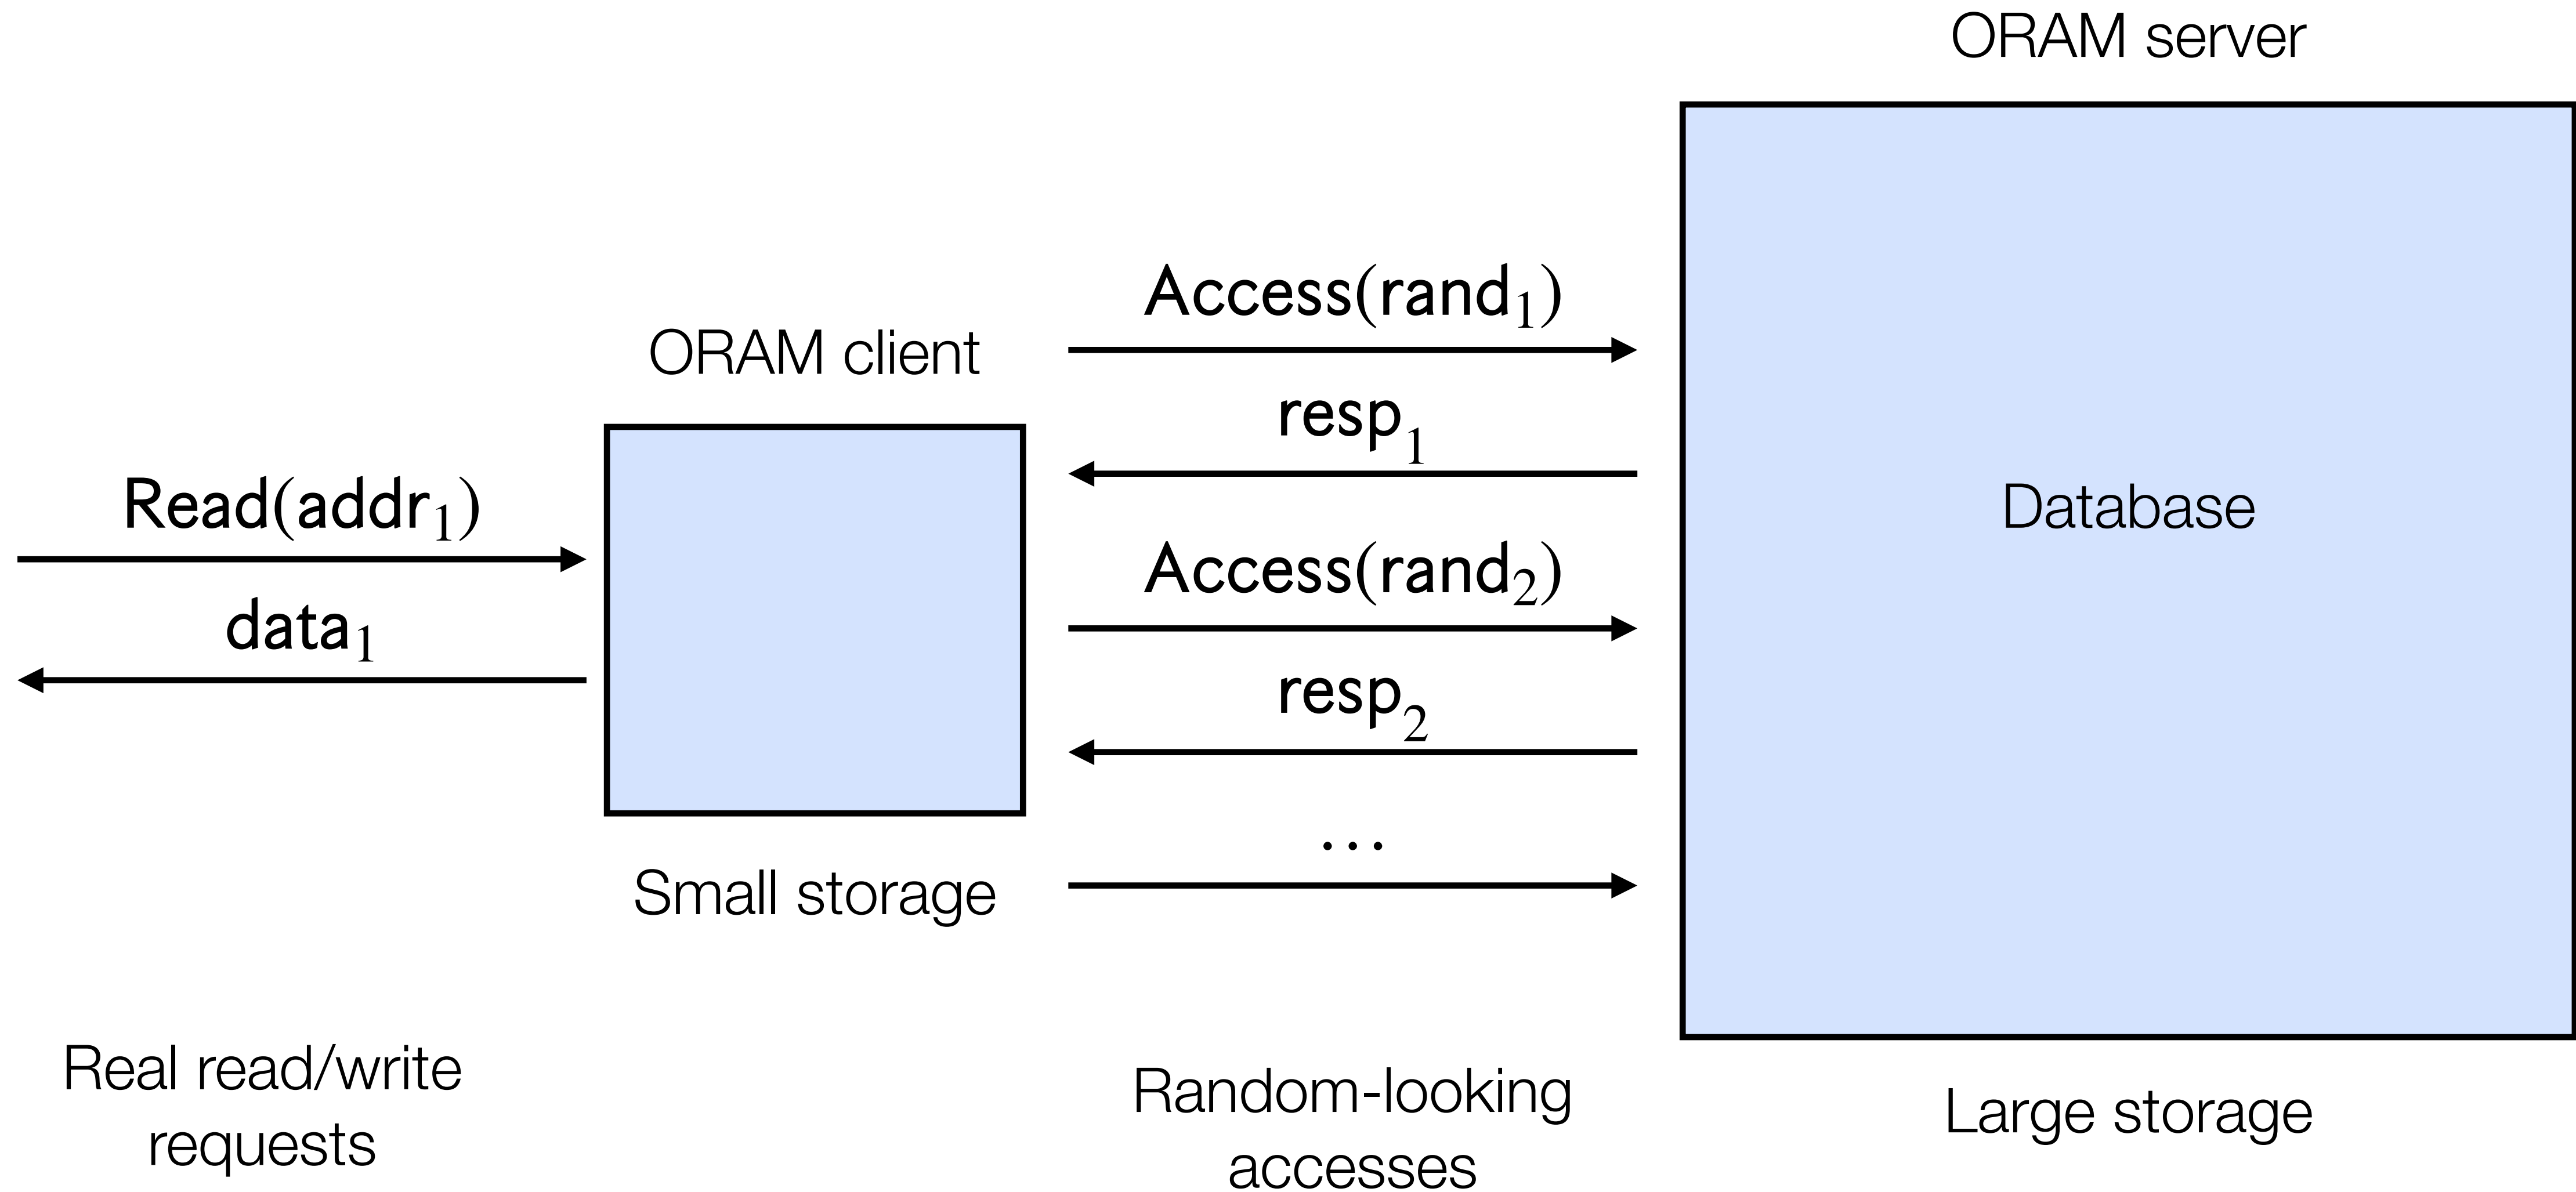 ORAM server
Access(rand₁)
ORAM client
resp₁
Read(addr₁)
Database
Access(rand₂)
data₁
resp₂
...
Small storage
Real read/write
requests
Random-looking
accesses
Large storage